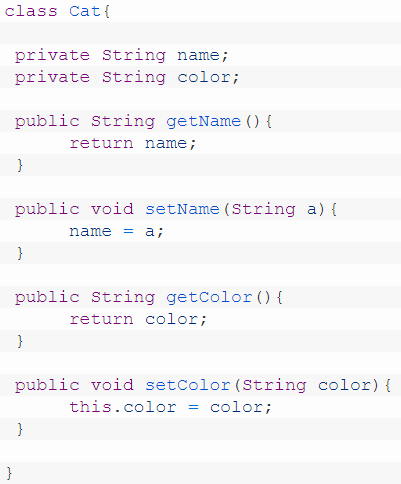 class Cat{
private String name;
private String color;
public String getName(){
return name;
}
public void setName(String a){
name = a;
}
public String getColor(){
return color;
}
public void setColor(String color){
this.color = color;
}
}